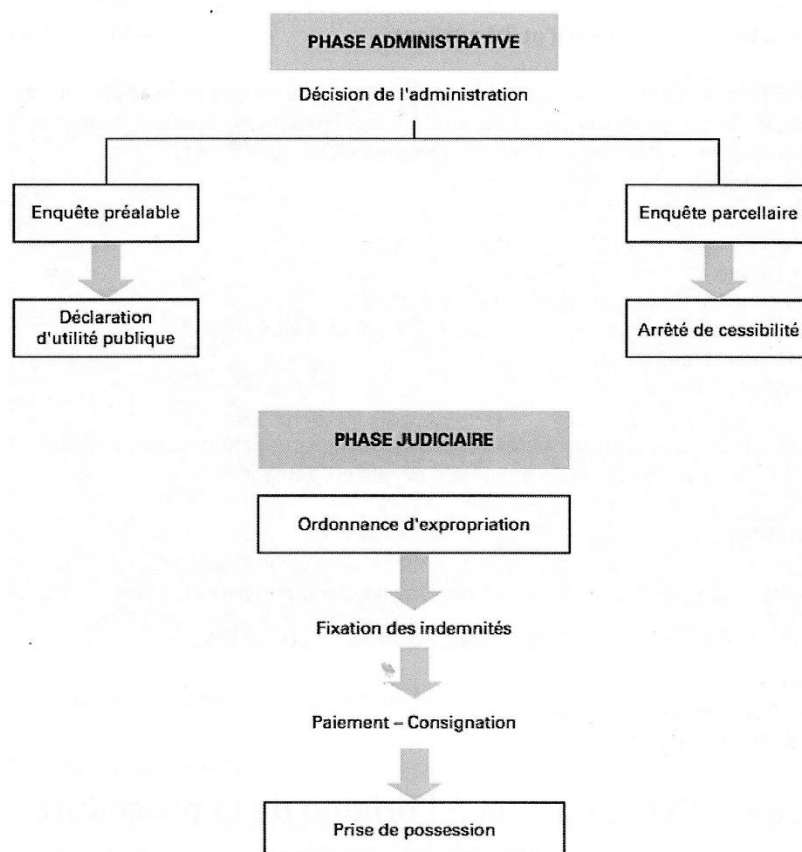 PHASE ADMINISTRATIVE
Décision de l'administration
Enquête préalable
Enquête parcellaire
Déclaration
d'utilité publique
Arrêté de cessibilité
PHASE JUDICIAIRE
Ordonnance d'expropriation
Fixation des indemnités
Paiement – Consignation
Prise de possession